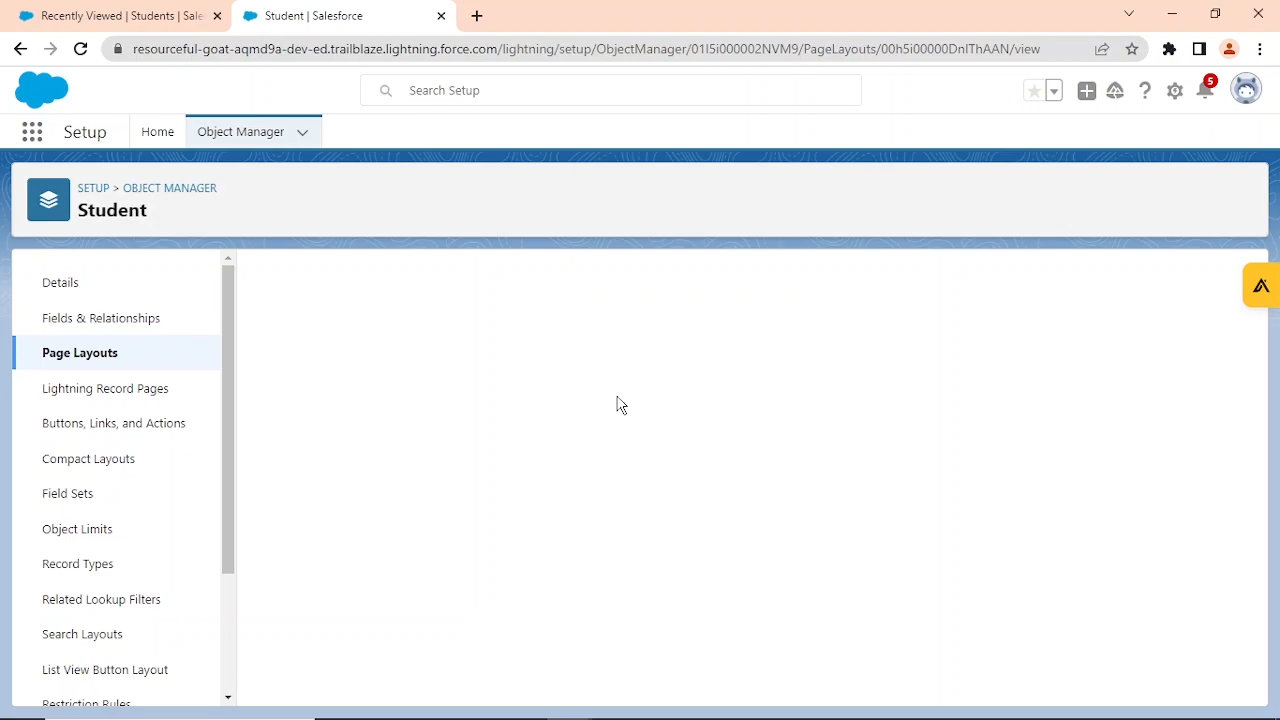 Recently Viewed | Students | Sale
Student | Salesforce
resourceful-goat-aqmd9a-dev-ed.trailblaze.lightning.force.com/lightning/setup/ObjectManager/01I5i000002NVM9/PageLayouts/00h5i00000DnIThAAN/view
Search Setup
5
Setup
Home
Object Manager
SETUP > OBJECT MANAGER
Student
Details
Fields & Relationships
Page Layouts
Lightning Record Pages
Buttons, Links, and Actions
Compact Layouts
Field Sets
Object Limits
Record Types
Related Lookup Filters
Search Layouts
List View Button Layout
Restriction Rules